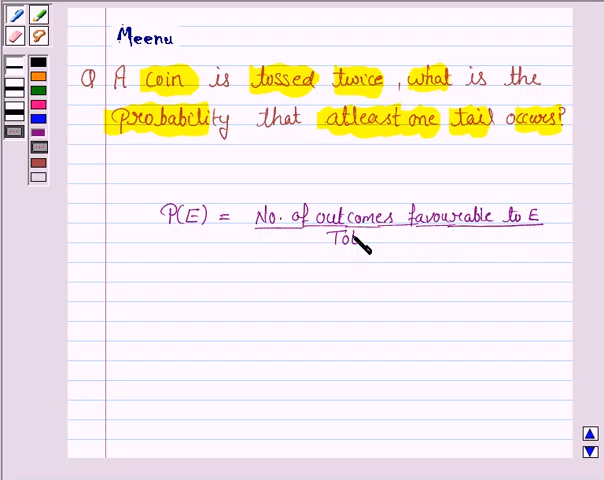 Meenu
Q A coin is tossed twice, what is the
probability that atleast one tail occurs?
P(E) = No. of outcomes favourable to E
Tot